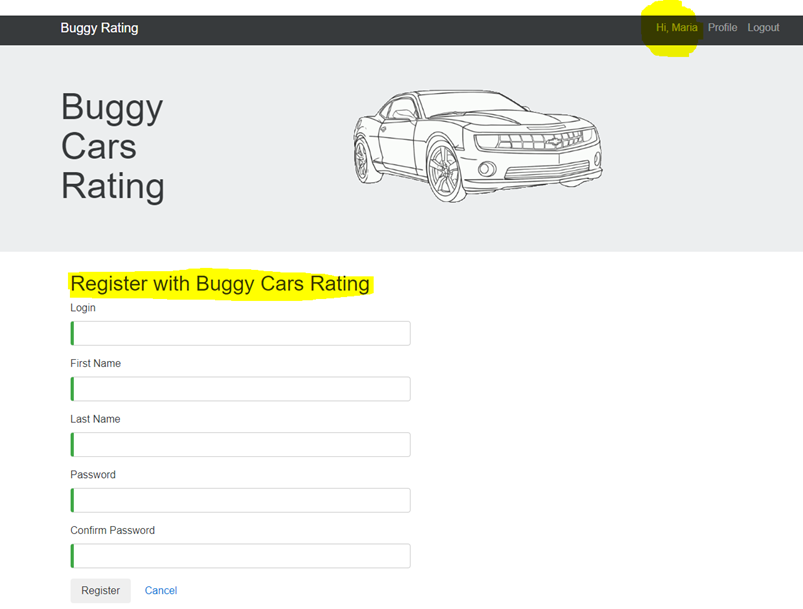 Buggy Rating
Hi, Maria Profile Logout
Buggy
Cars
Rating
Register with Buggy Cars Rating
Login
First Name
Last Name
Password
Confirm Password
Register Cancel